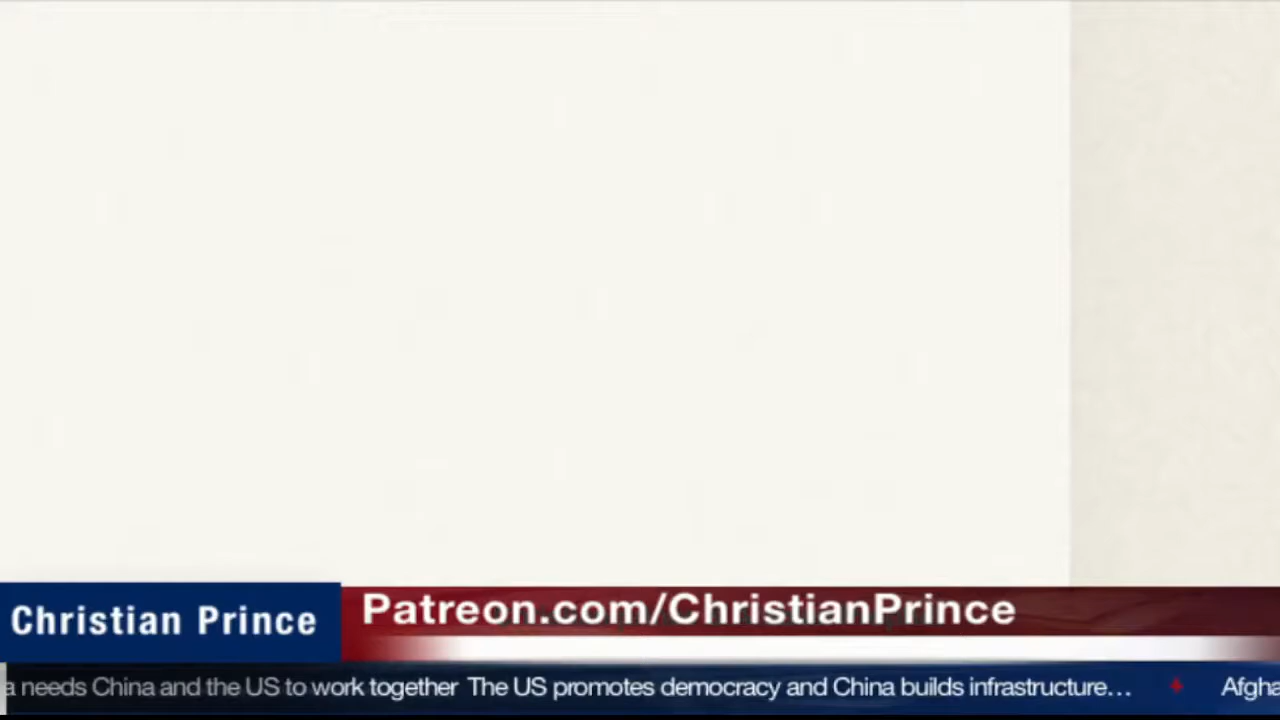 Christian Prince
Patreon.com/ChristianPrince
needs China and the US to work together The US promotes democracy and China builds infrastructure…